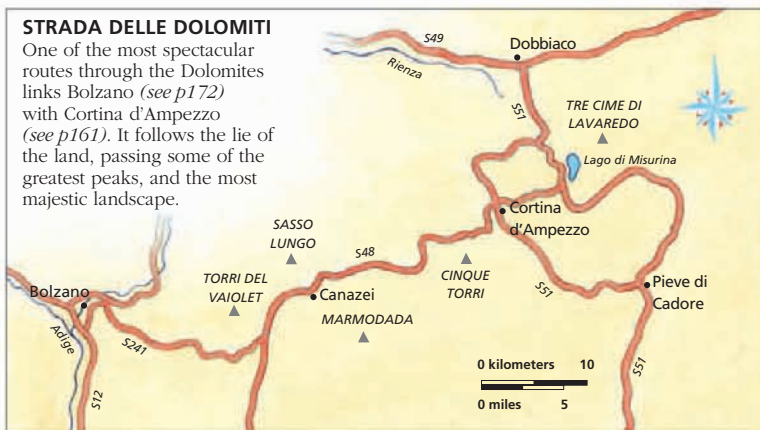 STRADA DELLE DOLOMITI
One of the most spectacular
routes through the Dolomites
links Bolzano (see p172)
with Cortina d'Ampezzo
(see p161). It follows the lie of
the land, passing some of the
greatest peaks, and the most
majestic landscape.
S49
Dobbiaco
Rienza
S51
TRE CIME DI
LAVAREDO
Lago di Misurina
Cortina
d'Ampezzo
SASSO
LUNGO
S48
TORRI DEL
VAIOLET
Canazei
CINQUE
TORRI
Bolzano
MARMODADA
S51
Pieve di
Cadore
Adige
S241
S12
S51
0 kilometers 10
0 miles 5